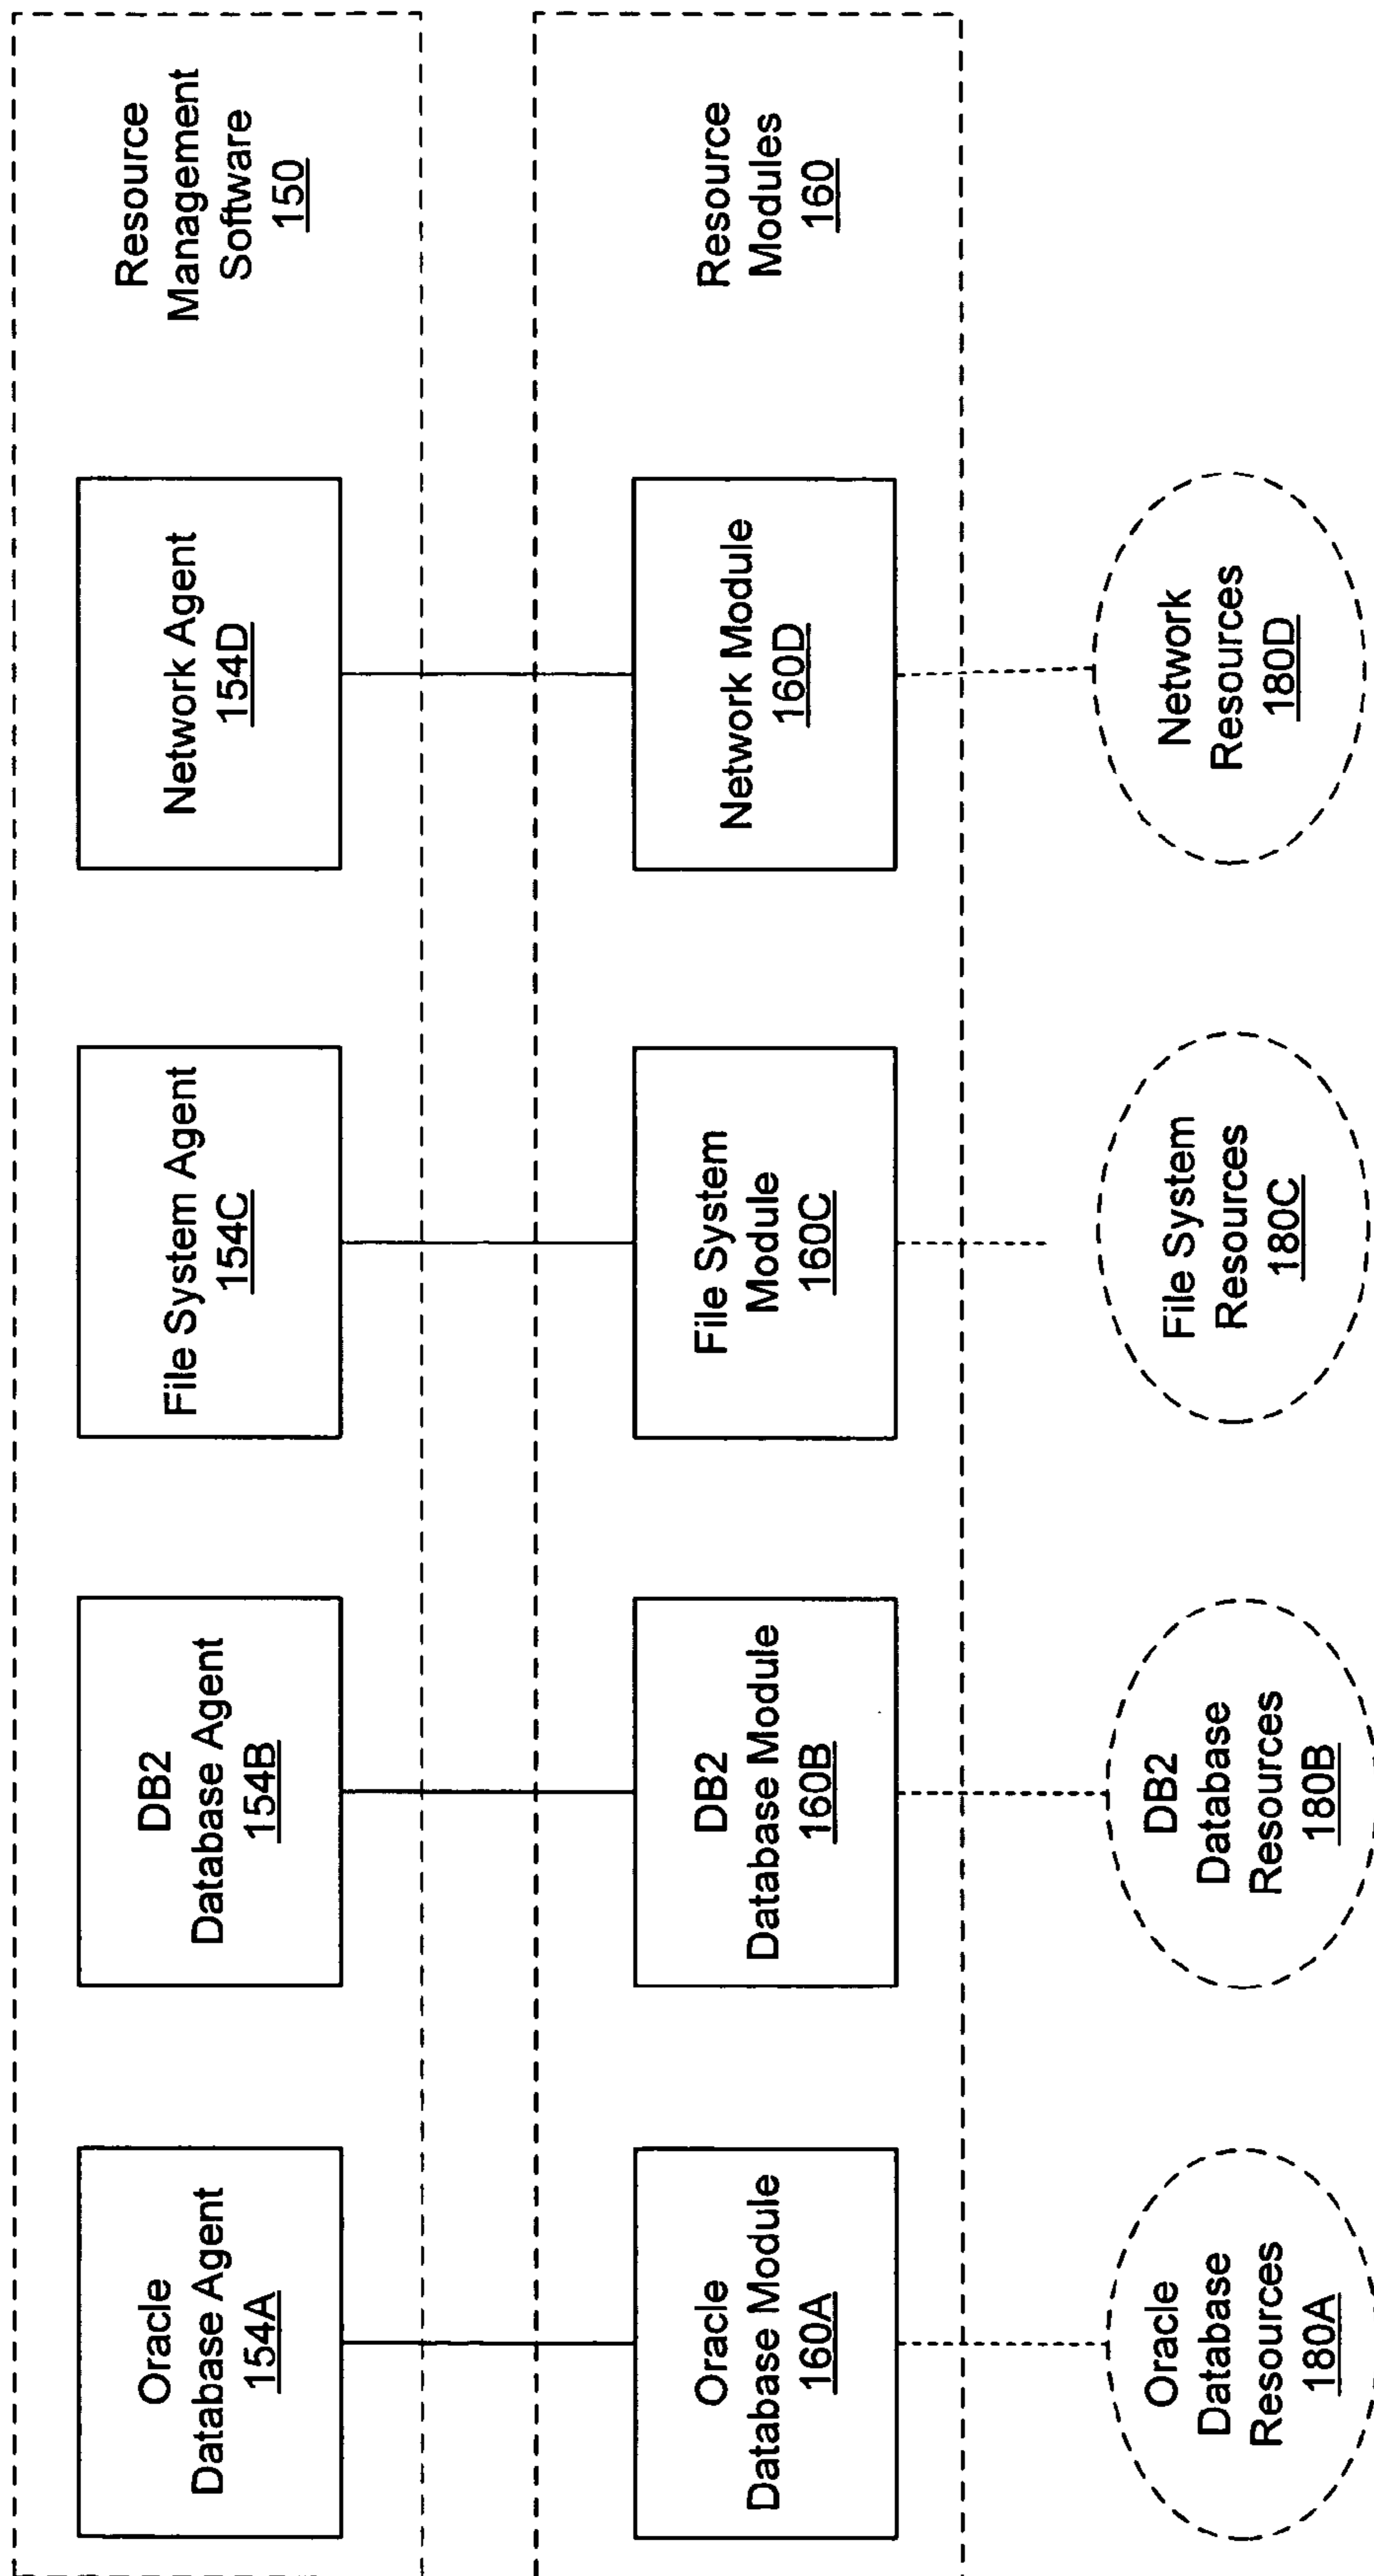 Oracle
Database Agent
154A
DB2
Database Agent
154B
File System Agent
154C
Network Agent
154D
Resource
Management
Software
150
Oracle
Database Module
160A
DB2
Database Module
160B
File System
Module
160C
Network Module
160D
Resource
Modules
160
Oracle
Database
Resources
180A
DB2
Database
Resources
180B
File System
Resources
180C
Network
Resources
180D